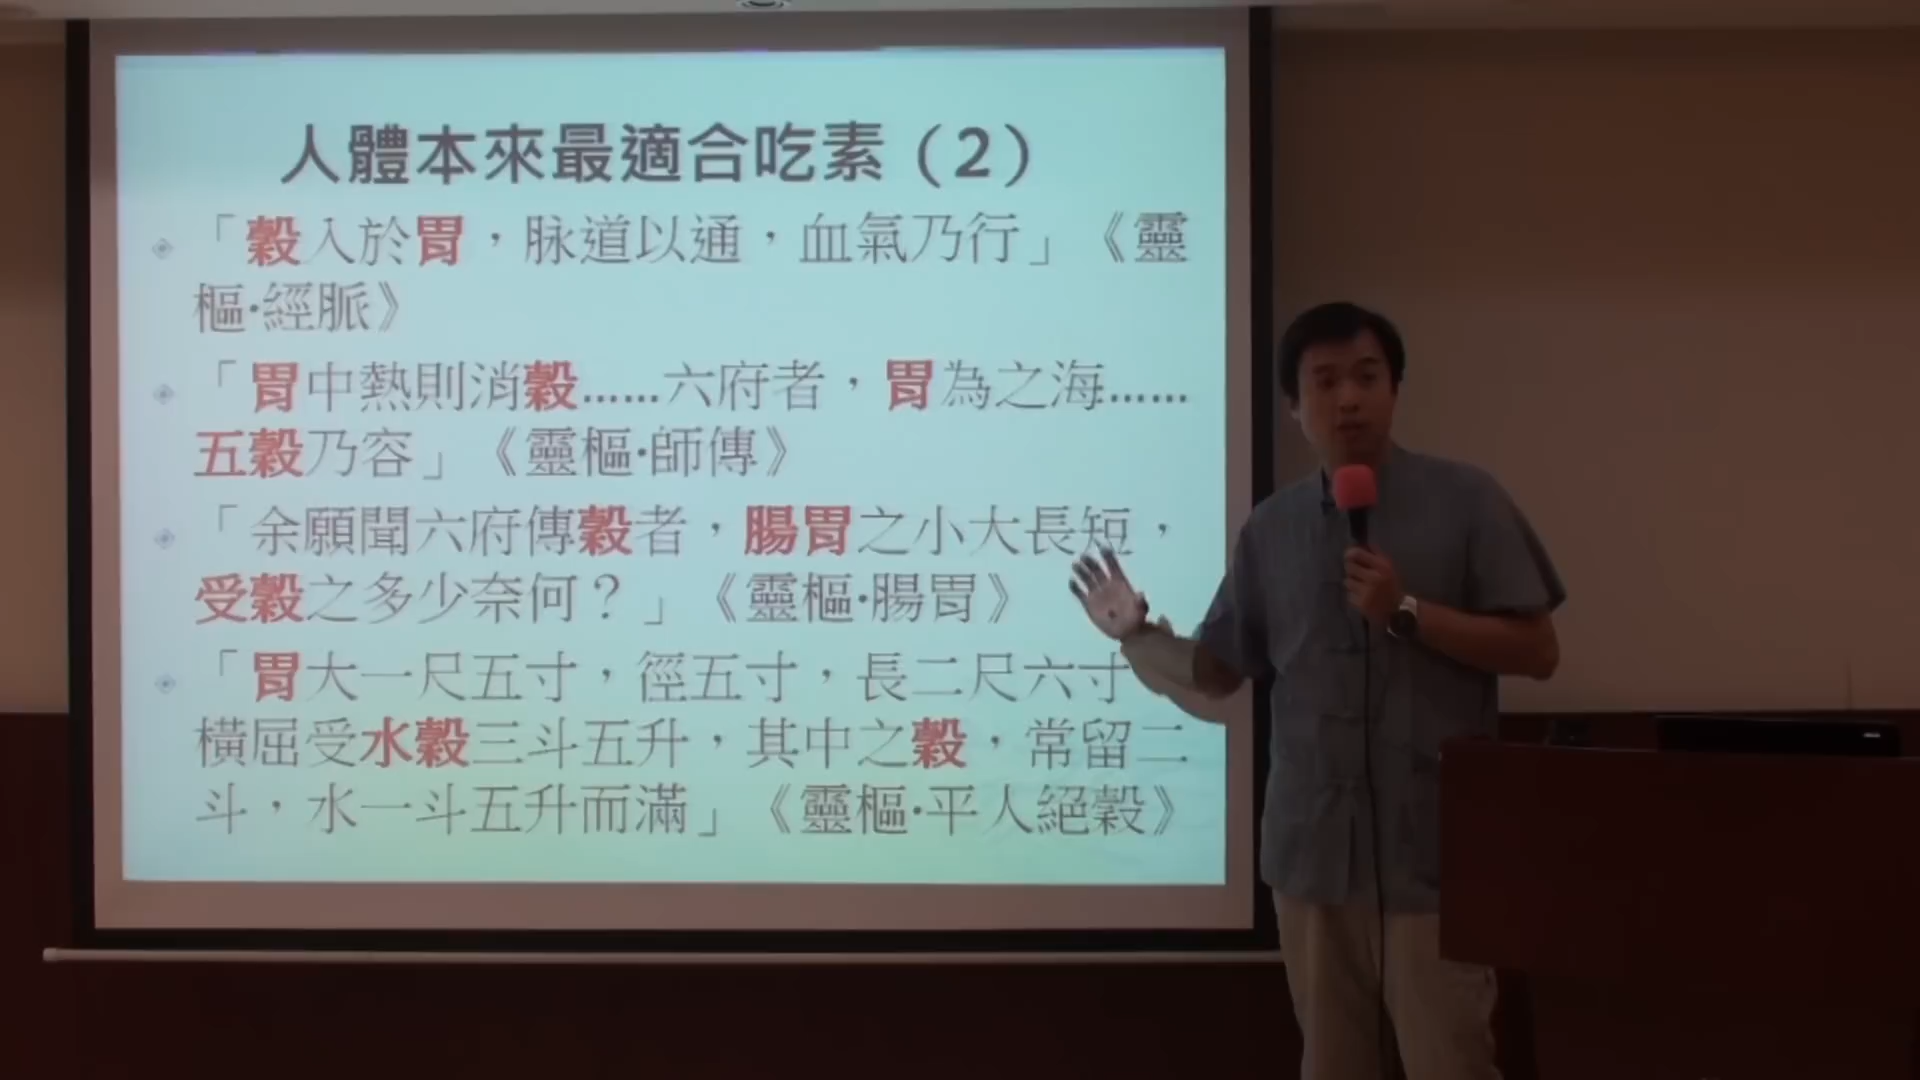 人體本來最適合吃素（2）
「穀入於胃，脉道以通，血氣乃行」《靈
樞·經脈》
「胃中熱則消穀……六府者，胃為之海……
五穀乃容」《靈樞·師傳》
「余願聞六府傳穀者，腸胃之小大長短，
受穀之多少奈何？」《靈樞·腸胃》
「胃大一尺五寸，徑五寸，長二尺六寸
橫屈受水穀三斗五升，其中之穀，常留二
斗，水一斗五升而滿」《靈樞·平人絕穀》